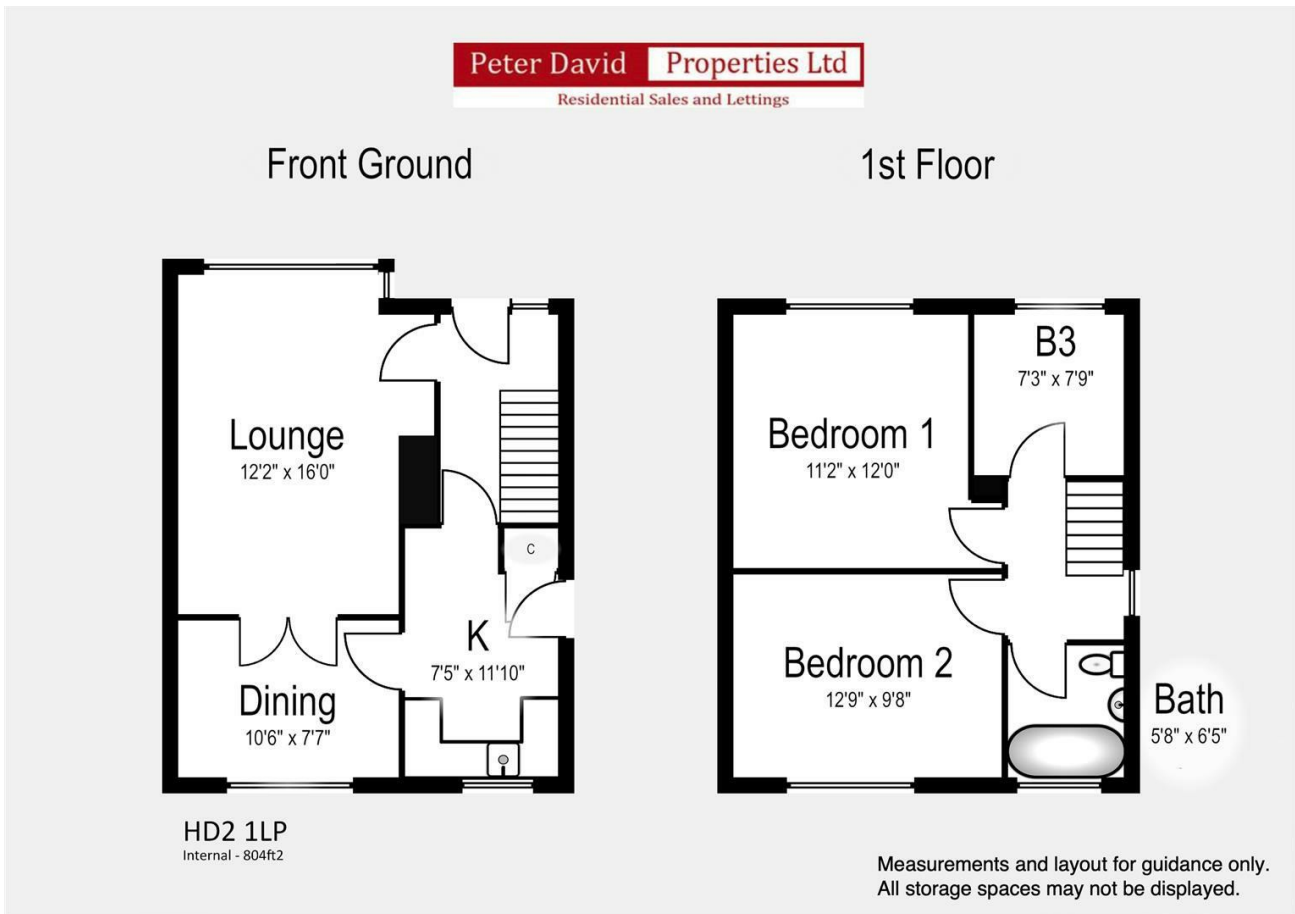 Peter David Properties Ltd
Residential Sales and Lettings
Front Ground
1st Floor
Lounge
12'2" x 16'0"
C
K
7'5" x 11'10"
Dining
10'6" x 7'7"
B3
7'3" x 7'9"
Bedroom 1
11'2" x 12'0"
Bedroom 2
12'9" x 9'8"
Bath
5'8" x 6'5"
HD2 1LP
Internal - 804ft2
Measurements and layout for guidance only.
All storage spaces may not be displayed.